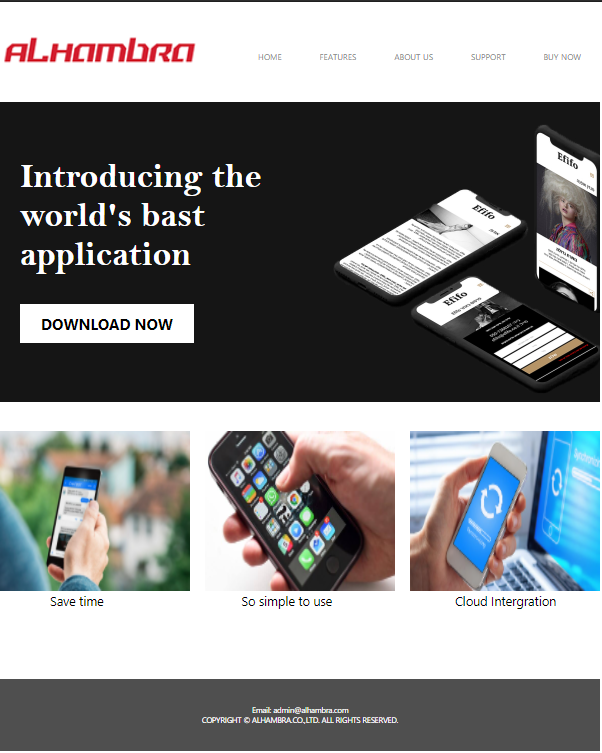 ALHAMBRA
HOME FEATURES ABOUT US SUPPORT BUY NOW
Introducing the
world's bast
application
DOWNLOAD NOW
Efifo
Efifo
Efifo
Save time
So simple to use
Cloud Intergration
Email: admin@alhambra.com
COPYRIGHT © ALHAMBRA.CO.,LTD. ALL RIGHTS RESERVED.